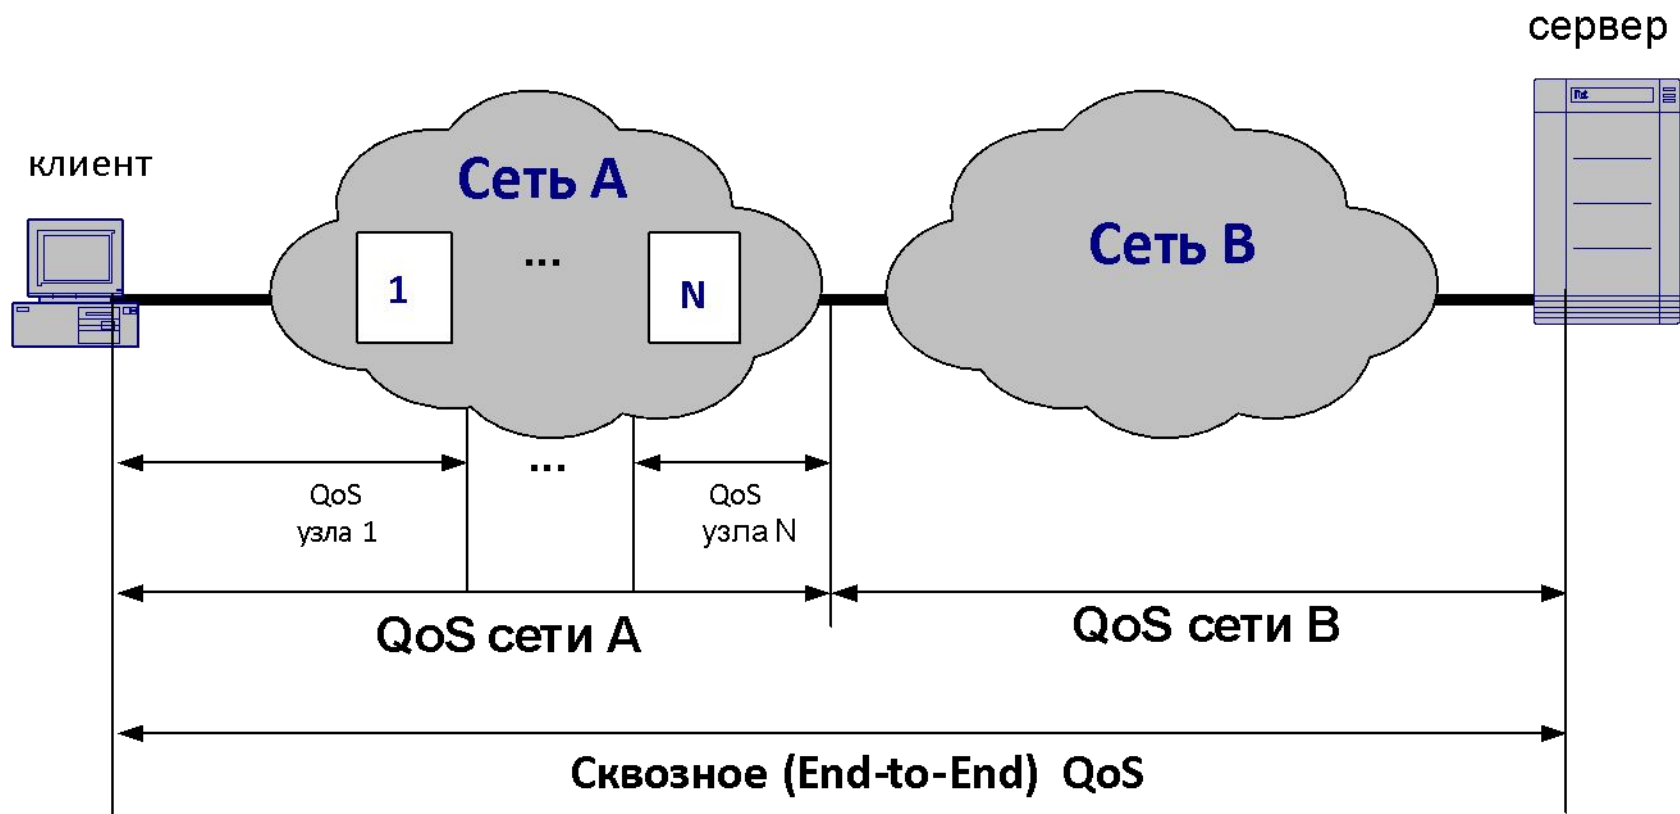 сервер
клиент
Сеть А
Сеть В
1
...
N
...
QoS
узла 1
QoS
узла N
QoS сети А
QoS сети В
Сквозное (End-to-End) QoS